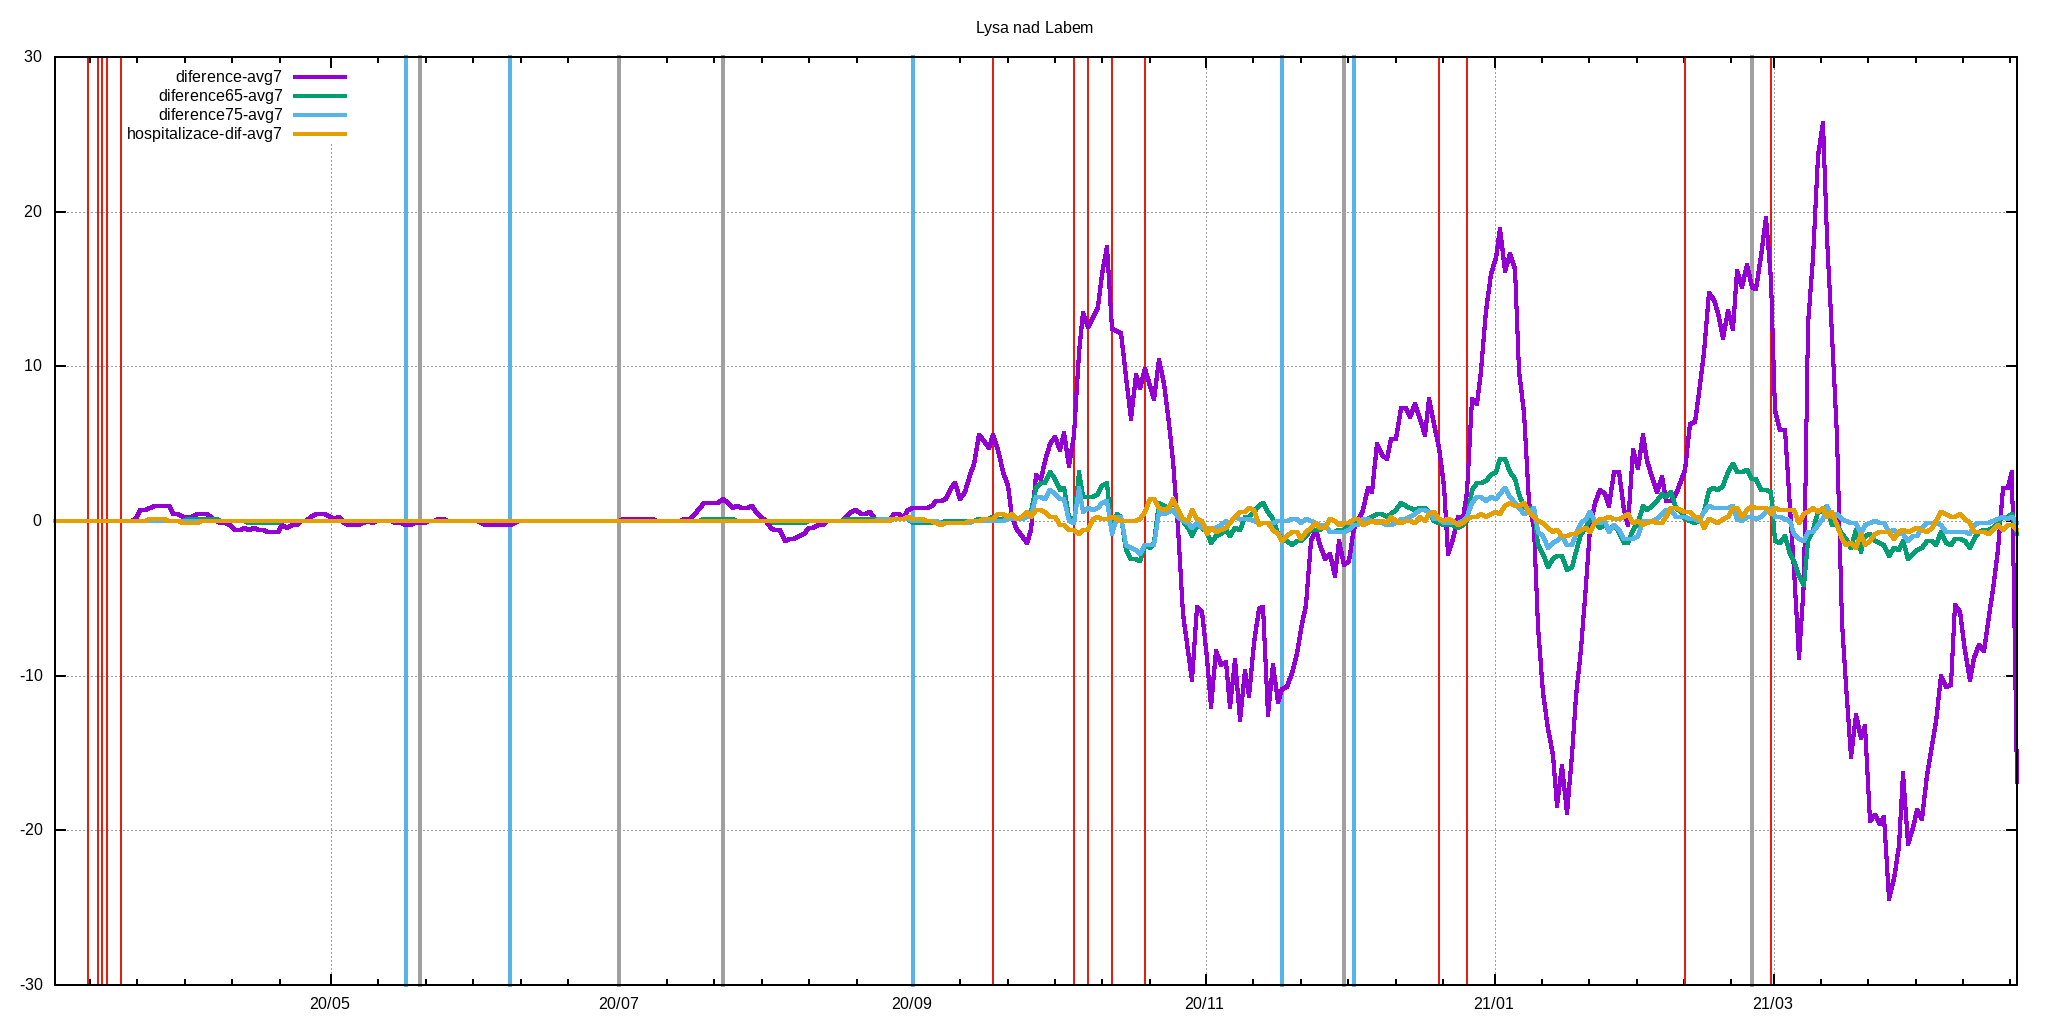 Lysa nad Labem
diference-avg7
diference65-avg7
diference75-avg7
hospitalizace-dif-avg7
30
20
10
0
-10
-20
-30
20/05 20/07 20/09 20/11 21/01 21/03